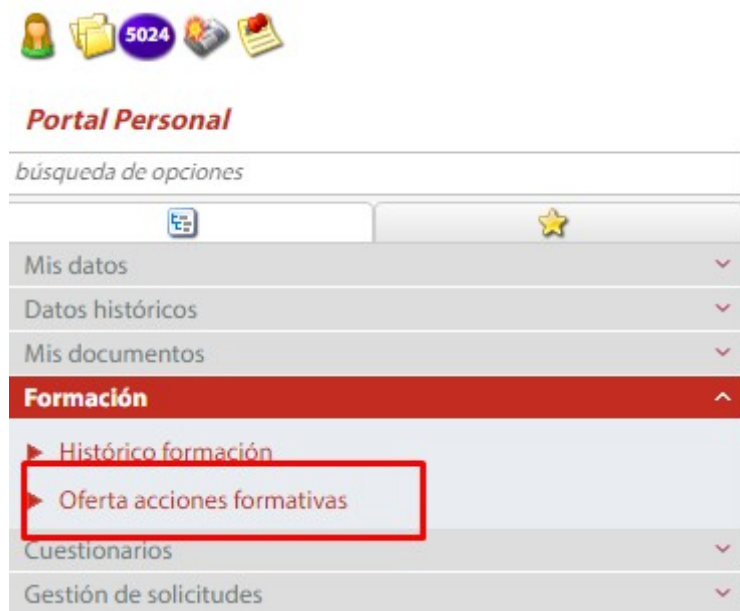 5024
Portal Personal
búsqueda de opciones
Mis datos
Datos históricos
Mis documentos
Formación
Histórico formación
Oferta acciones formativas
Cuestionarios
Gestión de solicitudes